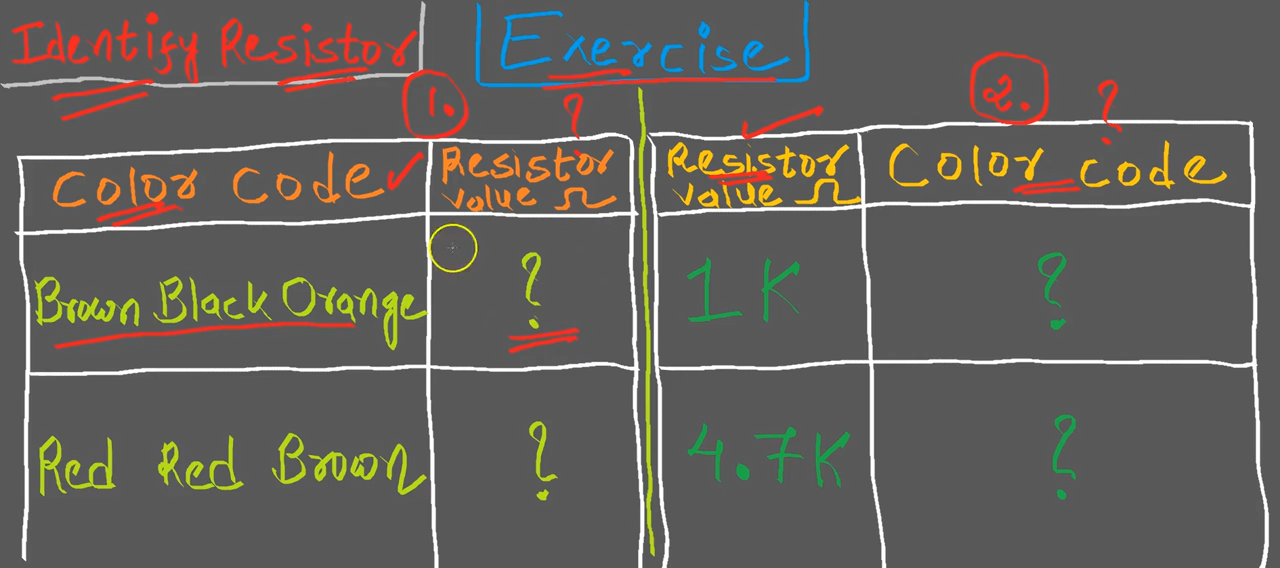 Identify Resistor
Exercise
1.
?
2.
?
Color Code
Resistor
value Ω
Resistor
value Ω
Color code
Brown Black Orange
?
1 K
?
Red Red Brown
?
4.7K
?